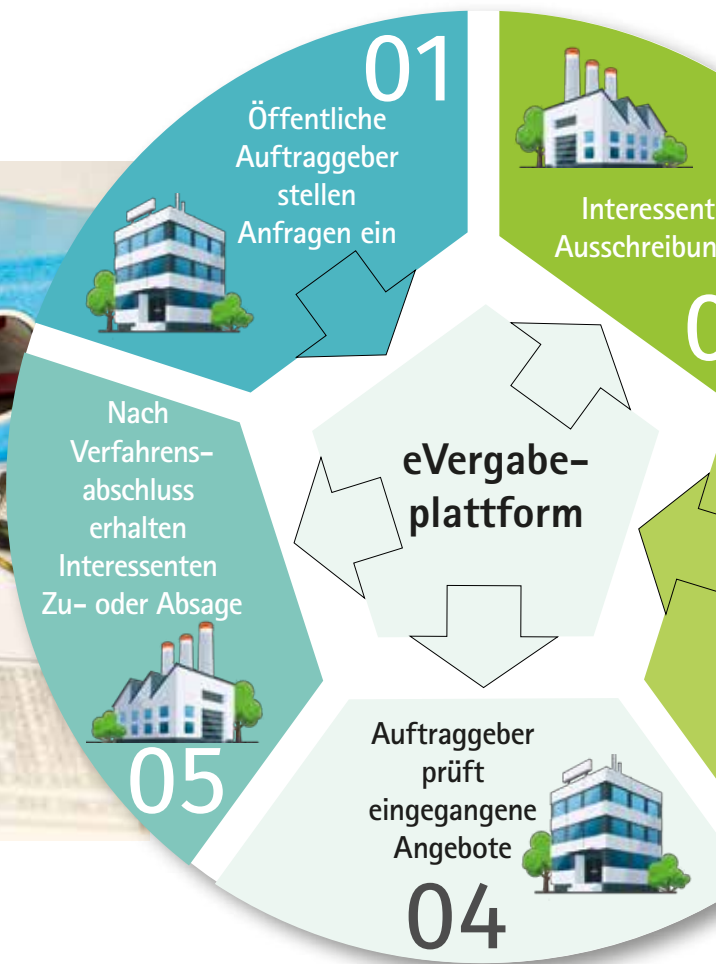 01
Öffentliche
Auftraggeber
stellen
Anfragen ein
Ausschreibun
eVergabe-
plattform
Auftraggeber
prüft
eingegangene
Angebote
04
Nach
Verfahrens-
abschluss
erhalten
Interessenten
Zu- oder Absage
05